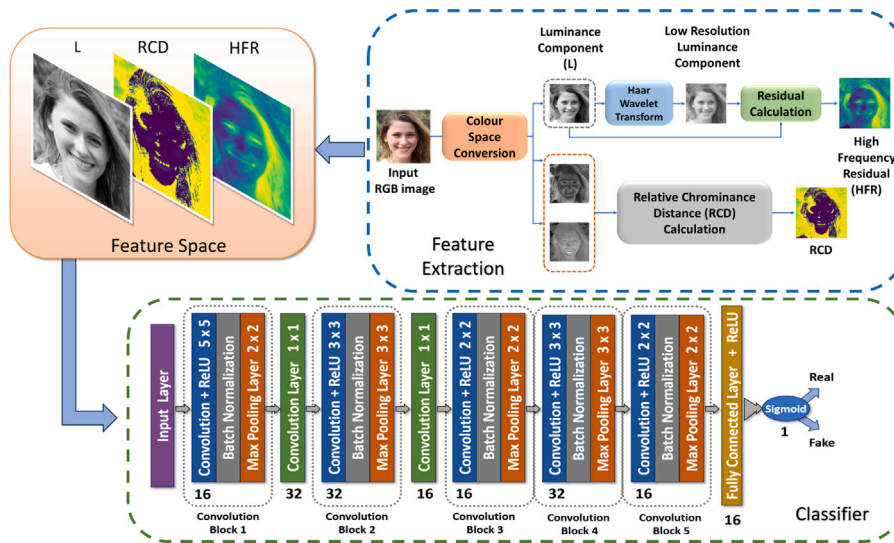 L
RCD
HFR
Feature Space
Luminance
Component
(L)
Low Resolution
Luminance
Component
Input
RGB image
Colour
Space
Conversion
Haar
Wavelet
Transform
Residual
Calculation
High
Frequency
Residual
(HFR)
Relative Chrominance
Distance (RCD)
Calculation
RCD
Feature
Extraction
Input Layer
Convolution + ReLU 5 x 5
Batch Normalization
Max Pooling Layer 2 x 2
16
Convolution Block 1
Convolution Layer 1 x 1
32
Convolution + ReLU 3 x 3
Batch Normalization
Max Pooling Layer 3 x 3
32
Convolution
Block 2
Convolution Layer 1 x 1
16
Convolution + ReLU 2 x 2
Batch Normalization
Max Pooling Layer 2 x 2
16
Convolution
Block 3
Convolution + ReLU 3 x 3
Batch Normalization
Max Pooling Layer 3 x 3
32
Convolution
Block 4
Convolution + ReLU 2 x 2
Batch Normalization
Max Pooling Layer 2 x 2
16
Convolution
Block 5
Fully Connected Layer + ReLU
16
Sigmoid
1
Real
Fake
Classifier